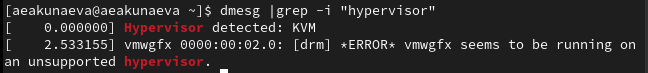 [aeakunaeva@aeakunaeva ~]$ dmesg |grep -i "hypervisor"
[    0.000000] Hypervisor detected: KVM
[    2.533155] vmwgfx 0000:00:02.0: [drm] *ERROR* vmwgfx seems to be running on
an unsupported hypervisor.